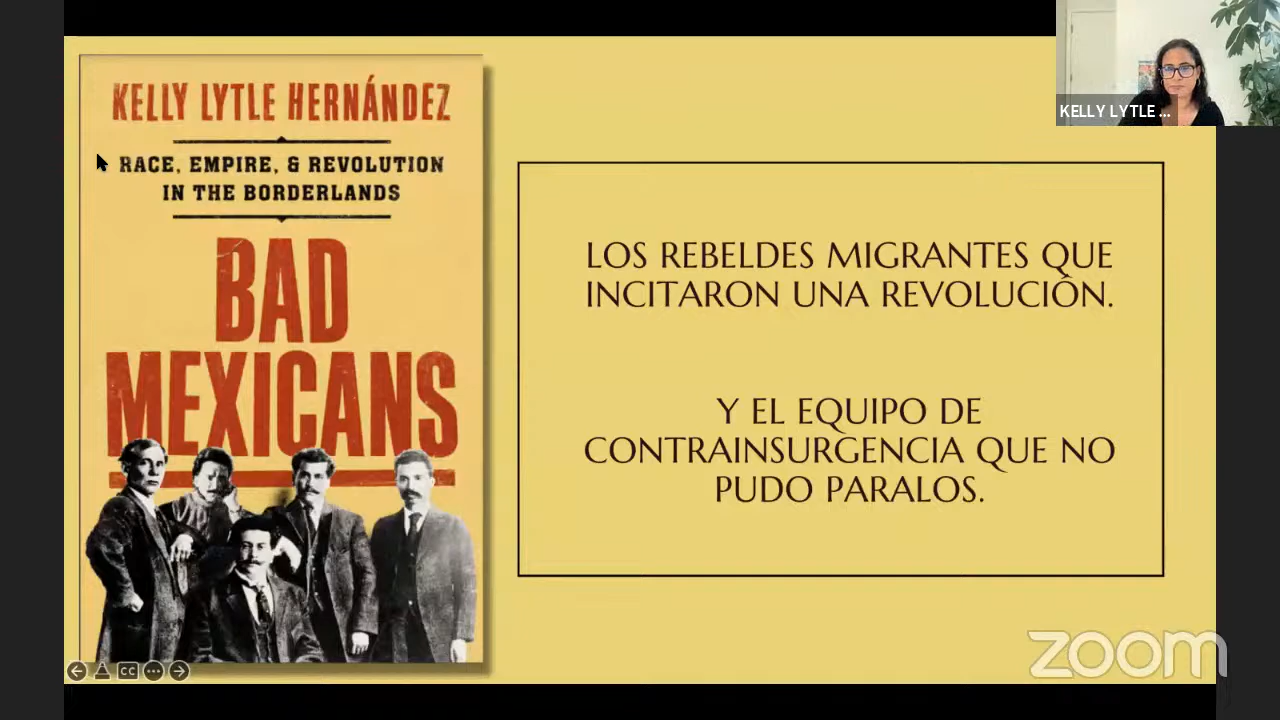 KELLY LYTLE HERNÁNDEZ
RACE, EMPIRE, & REVOLUTION
IN THE BORDERLANDS
BAD
MEXICANS
LOS REBELDES MIGRANTES QUE
INCITARON UNA REVOLUCIÓN.
Y EL EQUIPO DE
CONTRAINSURGENCIA QUE NO
PUDO PARALOS.
KELLY LYTLE ...
CC
zoom